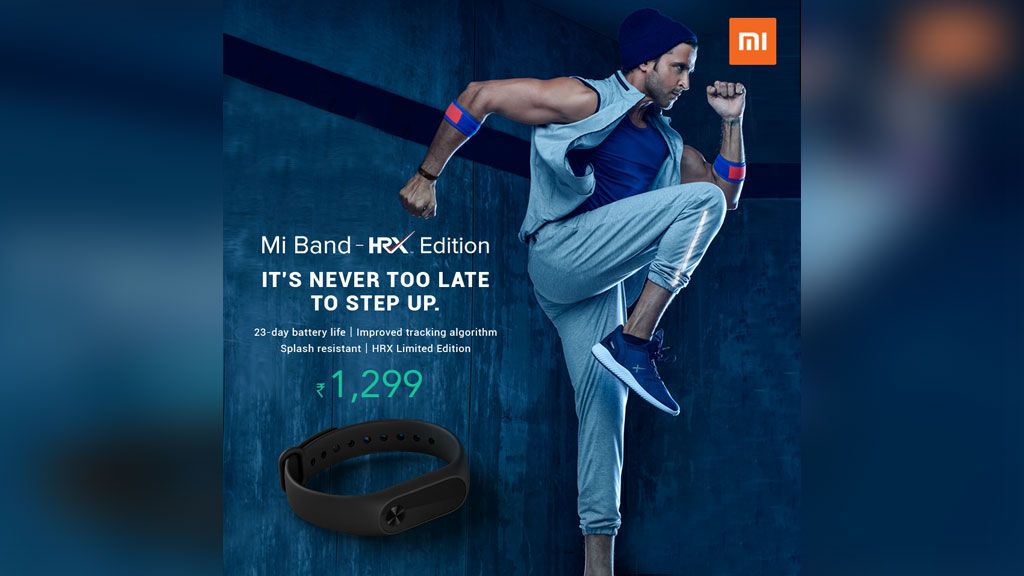 mi
Mi Band - HRX Edition
IT'S NEVER TOO LATE
TO STEP UP.
23-day battery life | Improved tracking algorithm
Splash resistant | HRX Limited Edition
₹1,299